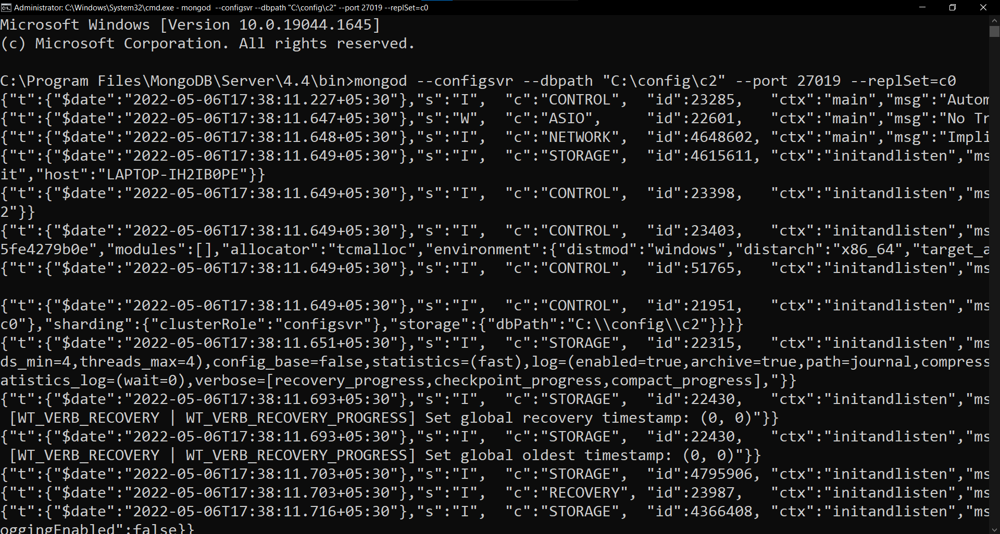 Administrator: C:\Windows\System32\cmd.exe - mongod  --configsvr --dbpath "C:\config\c2" --port 27019 --replSet=c0
Microsoft Windows [Version 10.0.19044.1645]
(c) Microsoft Corporation. All rights reserved.
C:\Program Files\MongoDB\Server\4.4\bin>mongod --configsvr --dbpath "C:\config\c2" --port 27019 --replSet=c0
{"t":{"$date":"2022-05-06T17:38:11.227+05:30"},"s":"I",  "c":"CONTROL",  "id":23285,   "ctx":"main","msg":"Autom
{"t":{"$date":"2022-05-06T17:38:11.647+05:30"},"s":"W",  "c":"ASIO",     "id":22601,   "ctx":"main","msg":"No Tr
{"t":{"$date":"2022-05-06T17:38:11.648+05:30"},"s":"I",  "c":"NETWORK",  "id":4648602, "ctx":"main","msg":"Impli
{"t":{"$date":"2022-05-06T17:38:11.649+05:30"},"s":"I",  "c":"STORAGE",  "id":4615611, "ctx":"initandlisten","ms
it","host":"LAPTOP-IH2IB0PE"}}
{"t":{"$date":"2022-05-06T17:38:11.649+05:30"},"s":"I",  "c":"CONTROL",  "id":23398,   "ctx":"initandlisten","ms
2"}}
{"t":{"$date":"2022-05-06T17:38:11.649+05:30"},"s":"I",  "c":"CONTROL",  "id":23403,   "ctx":"initandlisten","ms
5fe4279b0e","modules":[],"allocator":"tcmalloc","environment":{"distmod":"windows","distarch":"x86_64","target_a
{"t":{"$date":"2022-05-06T17:38:11.649+05:30"},"s":"I",  "c":"CONTROL",  "id":51765,   "ctx":"initandlisten","ms
{"t":{"$date":"2022-05-06T17:38:11.649+05:30"},"s":"I",  "c":"CONTROL",  "id":21951,   "ctx":"initandlisten","ms
c0"},"sharding":{"clusterRole":"configsvr"},"storage":{"dbPath":"C:\\config\\c2"}}}}
{"t":{"$date":"2022-05-06T17:38:11.651+05:30"},"s":"I",  "c":"STORAGE",  "id":22315,   "ctx":"initandlisten","ms
ds_min=4,threads_max=4),config_base=false,statistics=(fast),log=(enabled=true,archive=true,path=journal,compress
atistics_log=(wait=0),verbose=[recovery_progress,checkpoint_progress,compact_progress],"}}
{"t":{"$date":"2022-05-06T17:38:11.693+05:30"},"s":"I",  "c":"STORAGE",  "id":22430,   "ctx":"initandlisten","ms
 [WT_VERB_RECOVERY | WT_VERB_RECOVERY_PROGRESS] Set global recovery timestamp: (0, 0)"}}
{"t":{"$date":"2022-05-06T17:38:11.693+05:30"},"s":"I",  "c":"STORAGE",  "id":22430,   "ctx":"initandlisten","ms
 [WT_VERB_RECOVERY | WT_VERB_RECOVERY_PROGRESS] Set global oldest timestamp: (0, 0)"}}
{"t":{"$date":"2022-05-06T17:38:11.703+05:30"},"s":"I",  "c":"STORAGE",  "id":4795906, "ctx":"initandlisten","ms
{"t":{"$date":"2022-05-06T17:38:11.703+05:30"},"s":"I",  "c":"RECOVERY", "id":23987,   "ctx":"initandlisten","ms
{"t":{"$date":"2022-05-06T17:38:11.716+05:30"},"s":"I",  "c":"STORAGE",  "id":4366408, "ctx":"initandlisten","ms
oggingEnabled":false}}